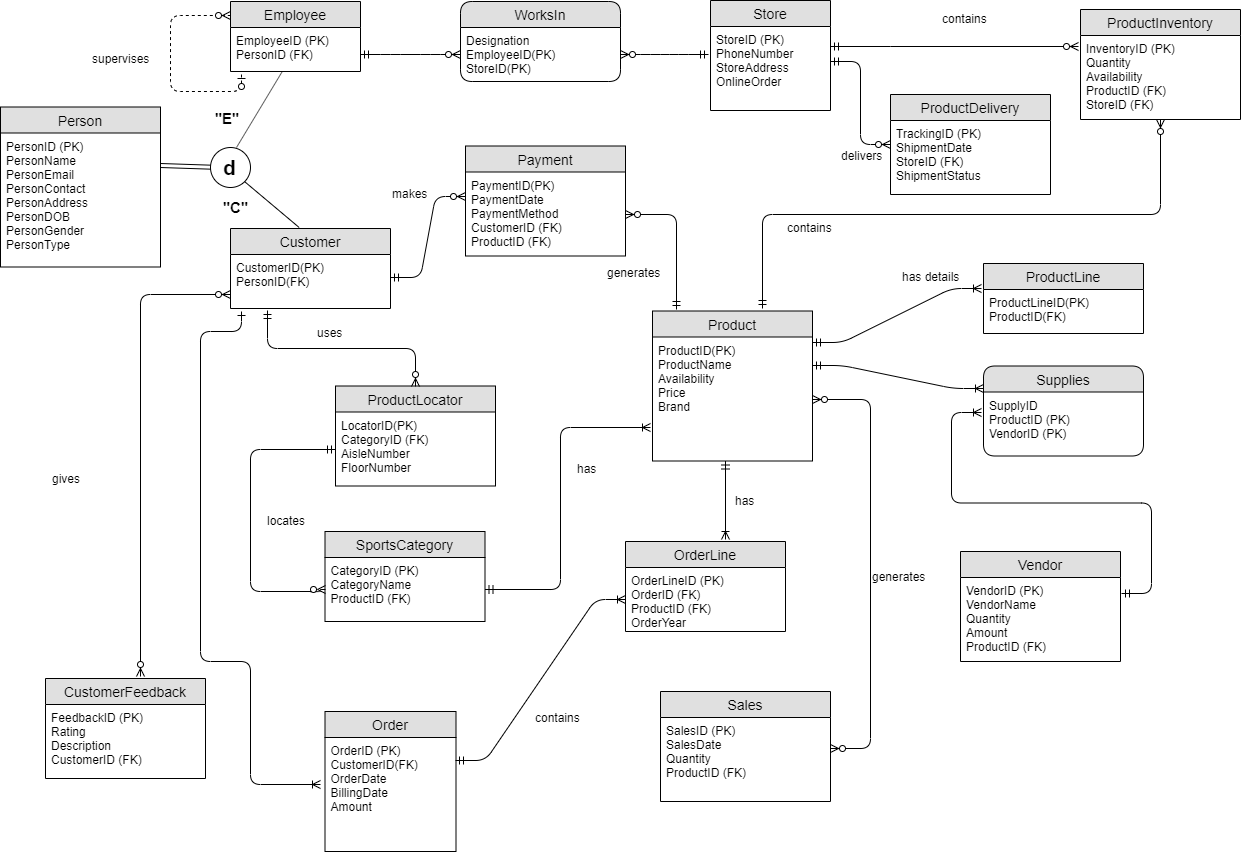 Employee
EmployeeID (PK)
PersonID (FK)
supervises
WorksIn
Designation
EmployeeID(PK)
StoreID(PK)
Store
StoreID (PK)
PhoneNumber
StoreAddress
OnlineOrder
contains
ProductInventory
InventoryID (PK)
Quantity
Availability
ProductID (FK)
StoreID (FK)
ProductDelivery
TrackingID (PK)
ShipmentDate
StoreID (FK)
ShipmentStatus
delivers
Person
PersonID (PK)
PersonName
PersonEmail
PersonContact
PersonAddress
PersonDOB
PersonGender
PersonType
"E"
d
"C"
Payment
PaymentID(PK)
PaymentDate
PaymentMethod
CustomerID (FK)
ProductID (FK)
makes
generates
contains
Customer
CustomerID(PK)
PersonID(FK)
uses
has details
ProductLine
ProductLineID(PK)
ProductID(FK)
Product
ProductID(PK)
ProductName
Availability
Price
Brand
Supplies
SupplyID
ProductID (PK)
VendorID (PK)
ProductLocator
LocatorID(PK)
CategoryID (FK)
AisleNumber
FloorNumber
gives
locates
has
has
SportsCategory
CategoryID (PK)
CategoryName
ProductID (FK)
OrderLine
OrderLineID (PK)
OrderID (FK)
ProductID (FK)
OrderYear
generates
Vendor
VendorID (PK)
VendorName
Quantity
Amount
ProductID (FK)
CustomerFeedback
FeedbackID (PK)
Rating
Description
CustomerID (FK)
Order
OrderID (PK)
CustomerID(FK)
OrderDate
BillingDate
Amount
contains
Sales
SalesID (PK)
SalesDate
Quantity
ProductID (FK)